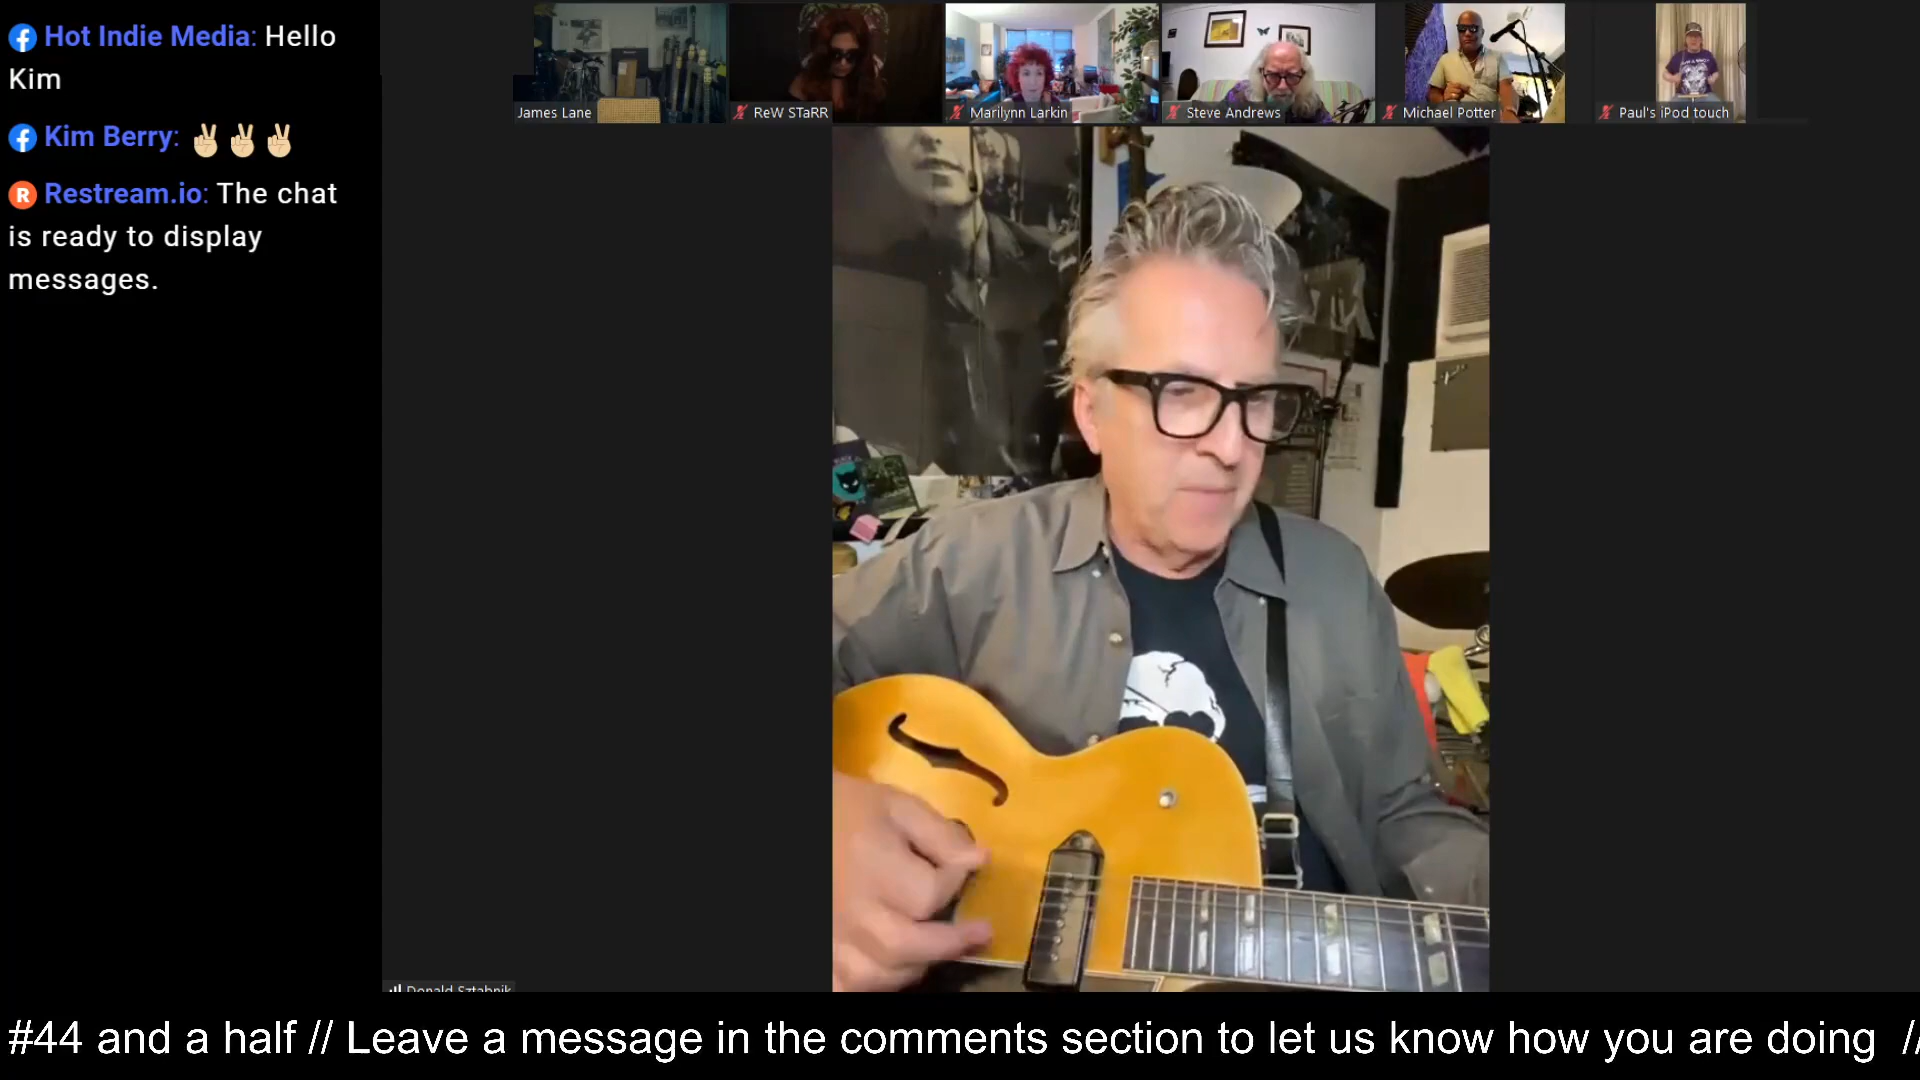 Hot Indie Media: Hello
Kim
Kim Berry: ✌🏼✌🏼✌🏼
R Restream.io: The chat
is ready to display
messages.
James Lane
ReW STaRR
Marilynn Larkin
Steve Andrews
Michael Potter
Paul's iPod touch
Donald Sztabnik
#44 and a half // Leave a message in the comments section to let us know how you are doing //